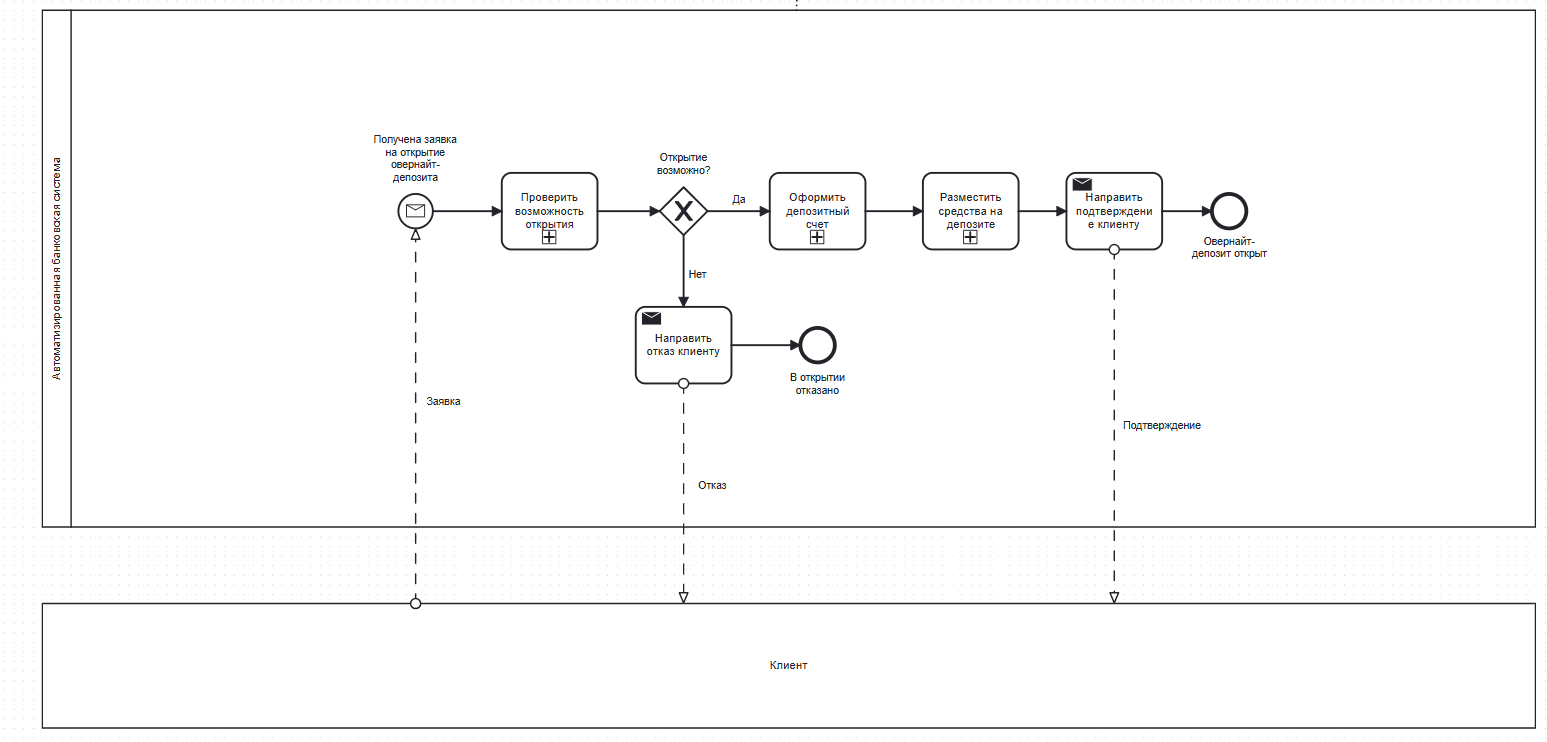 Автоматизированная банковская система
Получена заявка
на открытие
овернайт-
депозита
Проверить
возможность
открытия
Открытие
возможно?
Да
Оформить
депозитный
счет
Разместить
средства на
депозите
Направить
подтверждени
е клиенту
Овернайт-
депозит открыт
Нет
Направить
отказ клиенту
В открытии
отказано
Заявка
Отказ
Подтверждение
Клиент